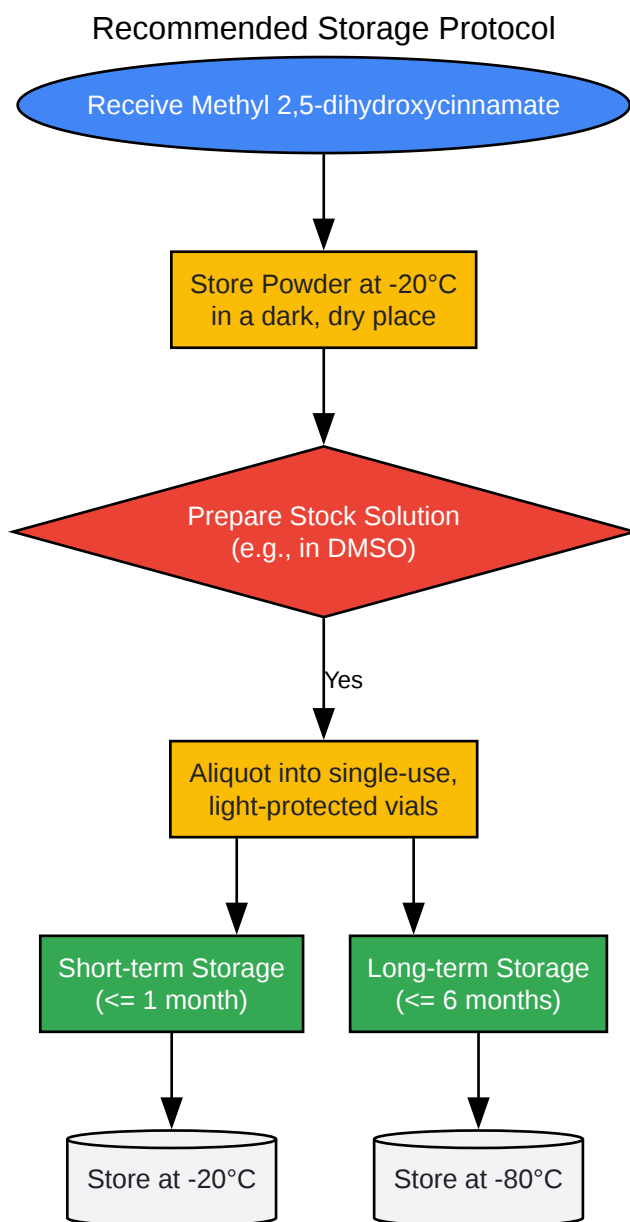 Recommended Storage Protocol
Receive Methyl 2,5-dihydroxycinnamate
Store Powder at -20°C
in a dark, dry place
Prepare Stock Solution
(e.g., in DMSO)
Yes
Aliquot into single-use,
light-protected vials
Short-term Storage
(<= 1 month)
Long-term Storage
(<= 6 months)
Store at -20°C
Store at -80°C